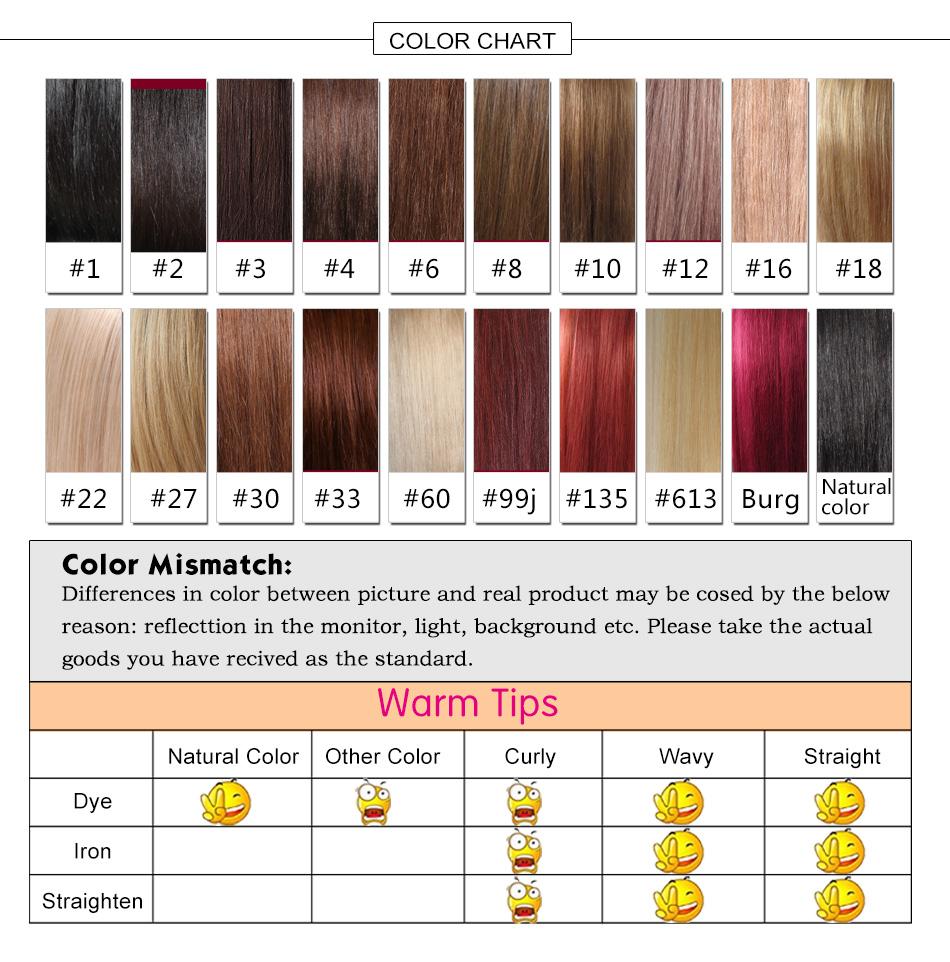 COLOR CHART
#1 #2 #3 #4 #6 #8 #10 #12 #16 #18
#22 #27 #30 #33 #60 #99j #135 #613 Burg Natural
color
Color Mismatch:
Differences in color between picture and real product may be cosed by the below
reason: reflecttion in the monitor, light, background etc. Please take the actual
goods you have recived as the standard.
Warm Tips
Natural Color Other Color Curly Wavy Straight
Dye
Iron
Straighten